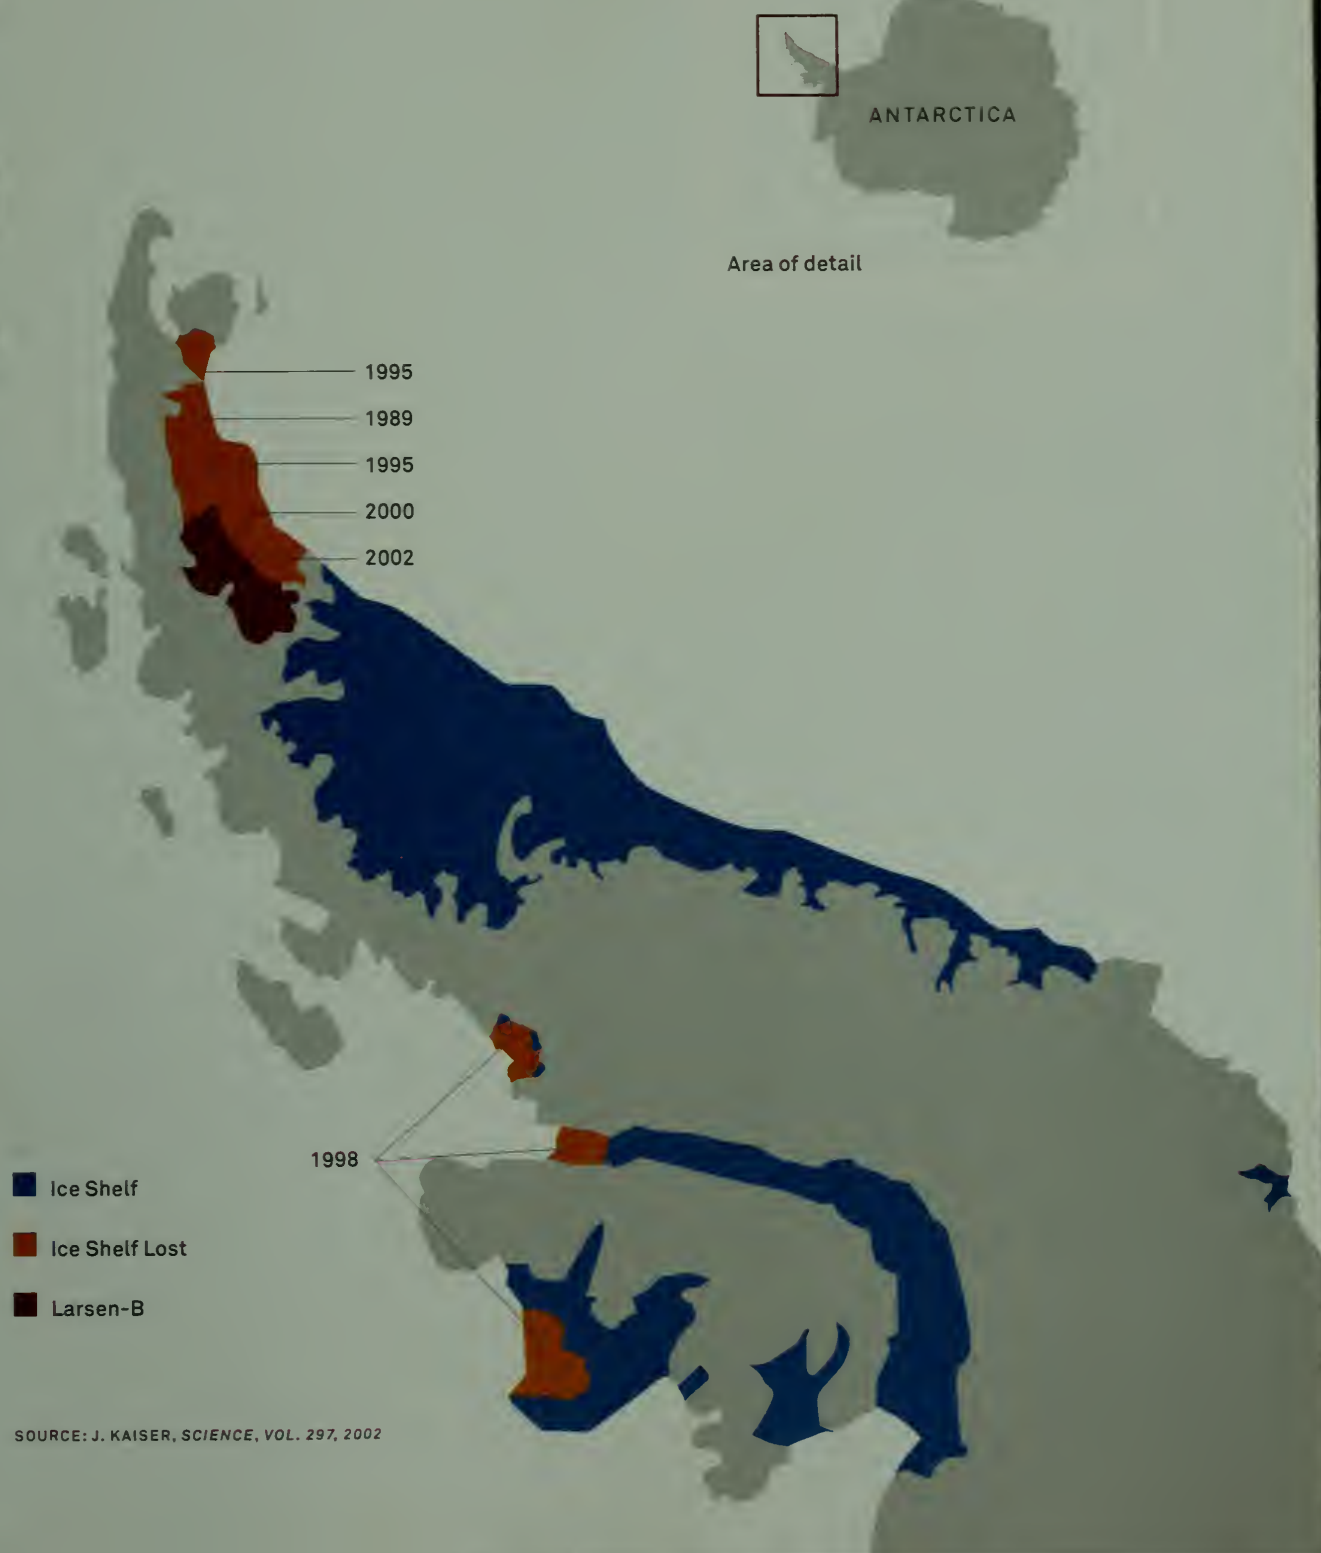 ANTARCTICA
Area of detail
1995
1989
1995
2000
2002
1998
Ice Shelf
Ice Shelf Lost
Larsen-B
SOURCE: J. KAISER, SCIENCE, VOL. 297, 2002